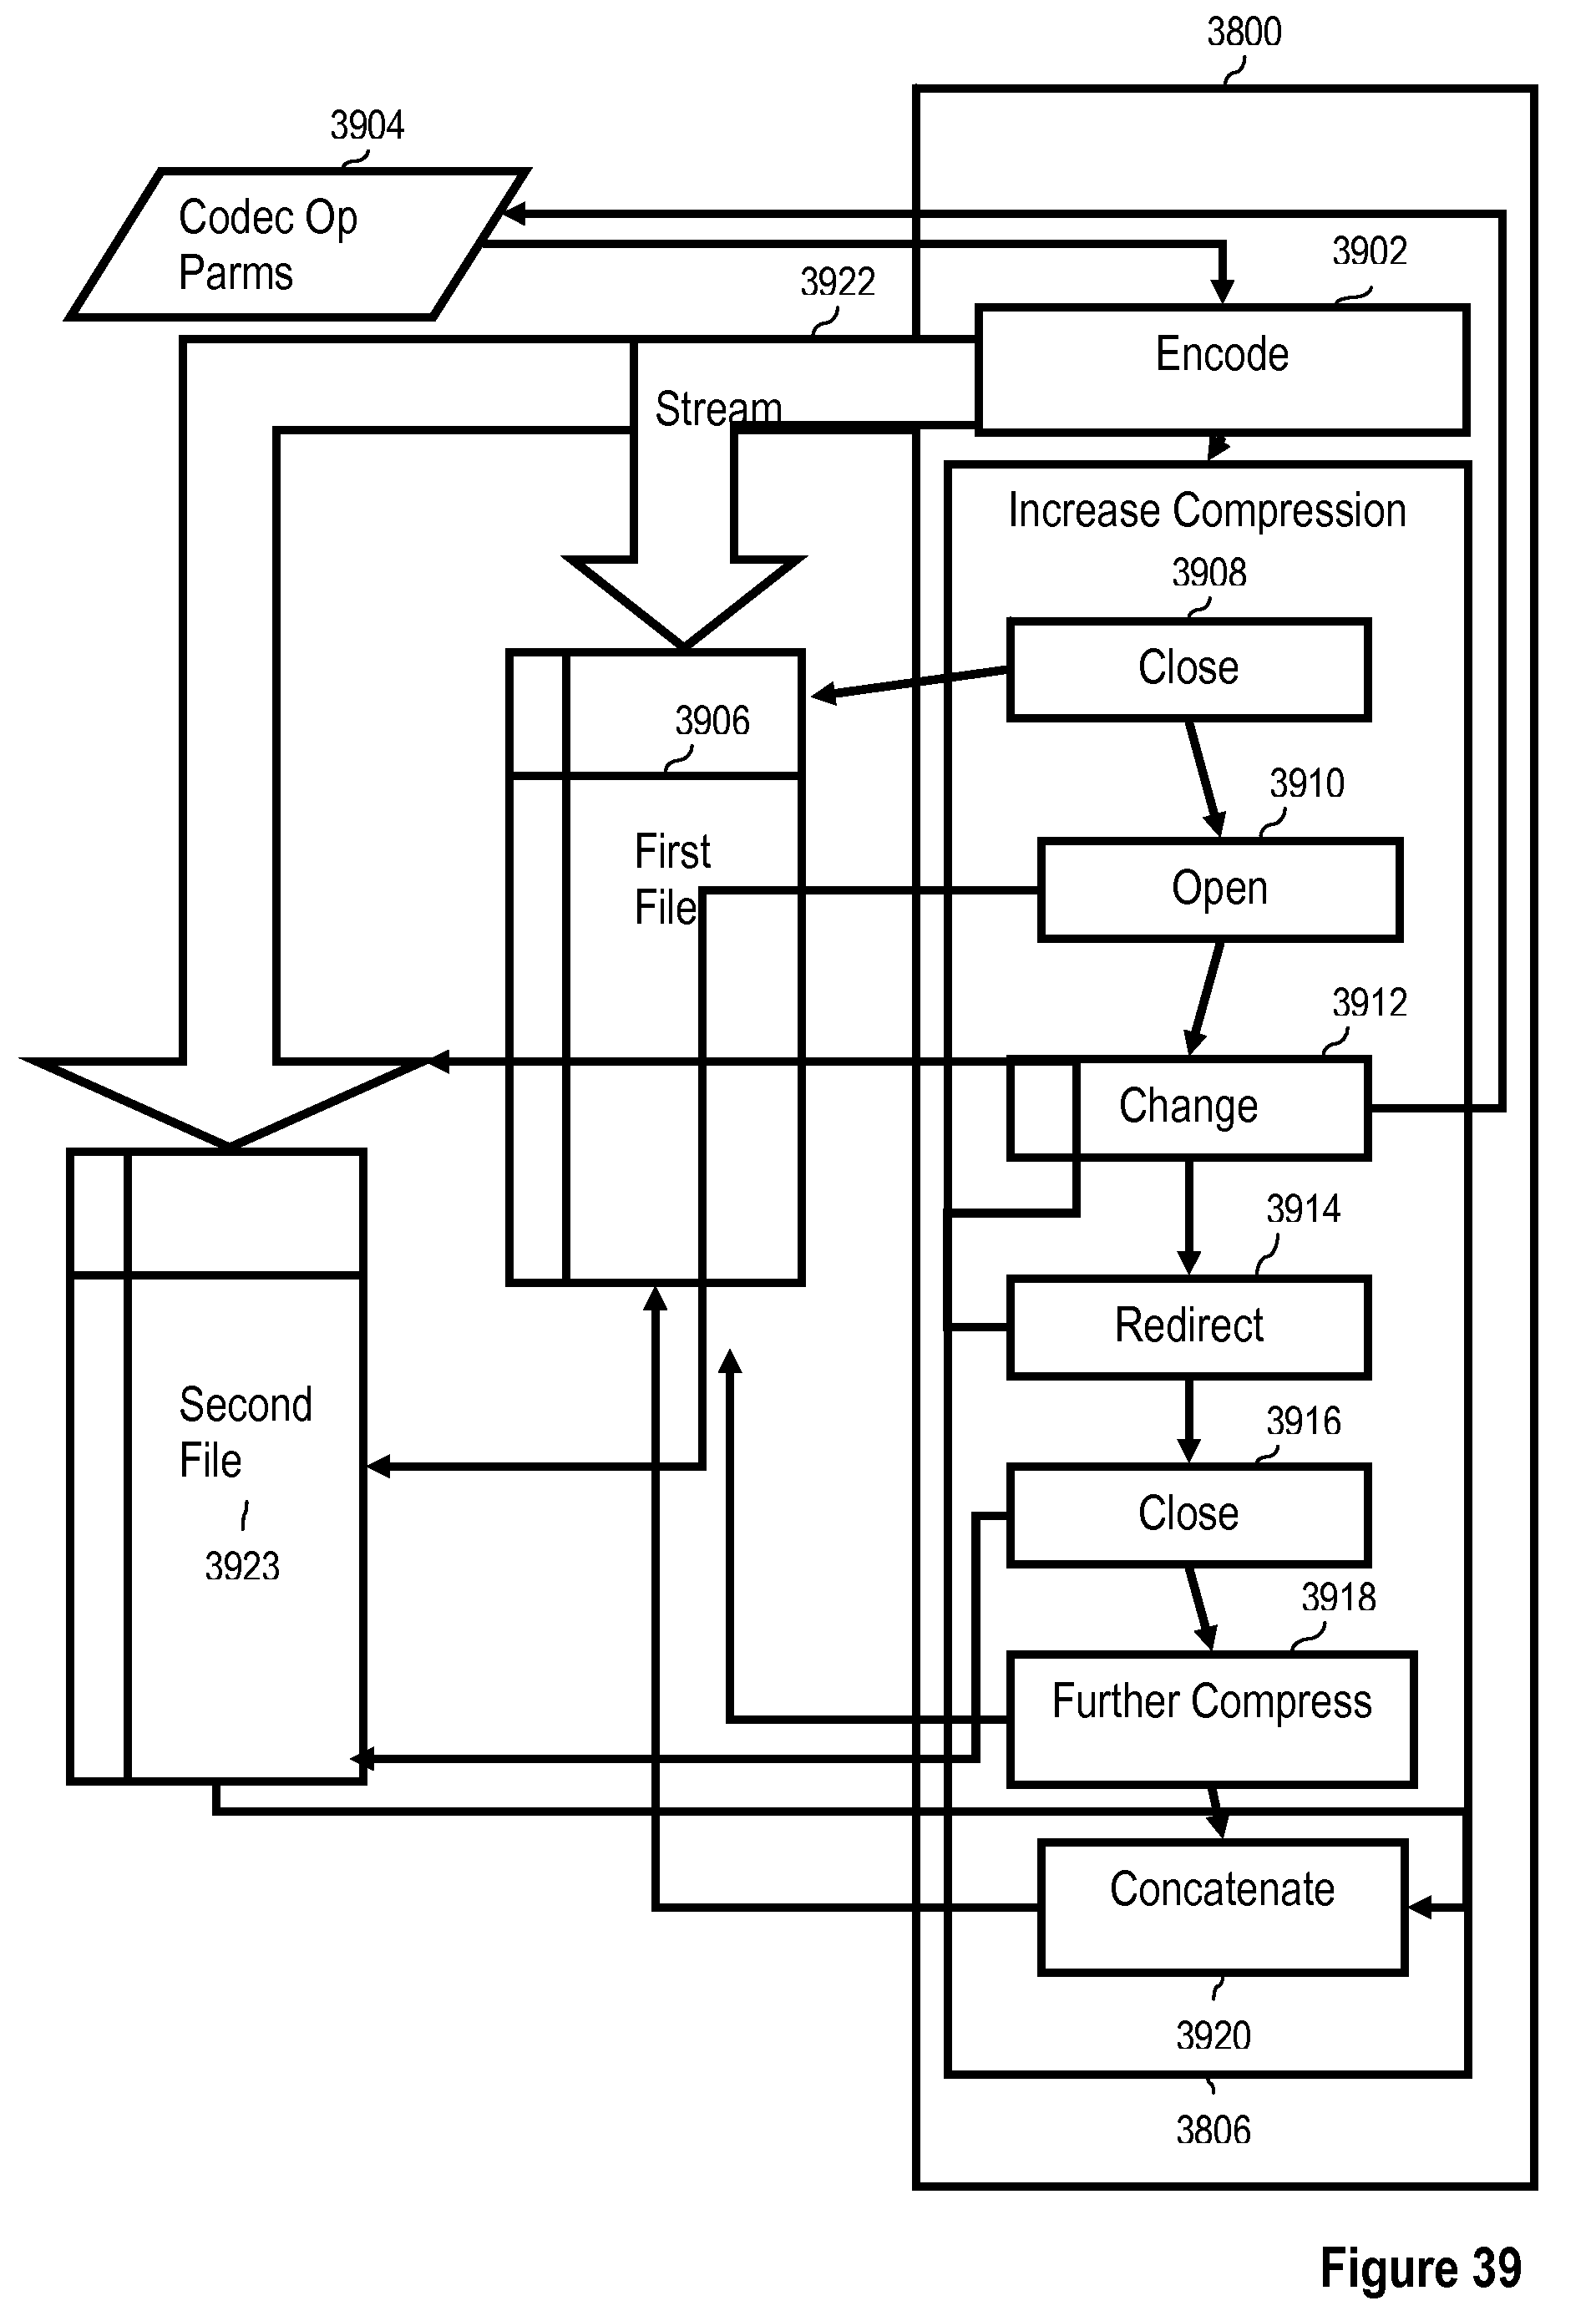 3800
3904
Codec Op
Parms
3902
3922
Encode
Stream
Increase Compression
3908
Close
3906
3910
First
File
Open
3912
Change
3914
Redirect
Second
File
3916
Close
3923
3918
Further Compress
Concatenate
3920
3806
Figure 39